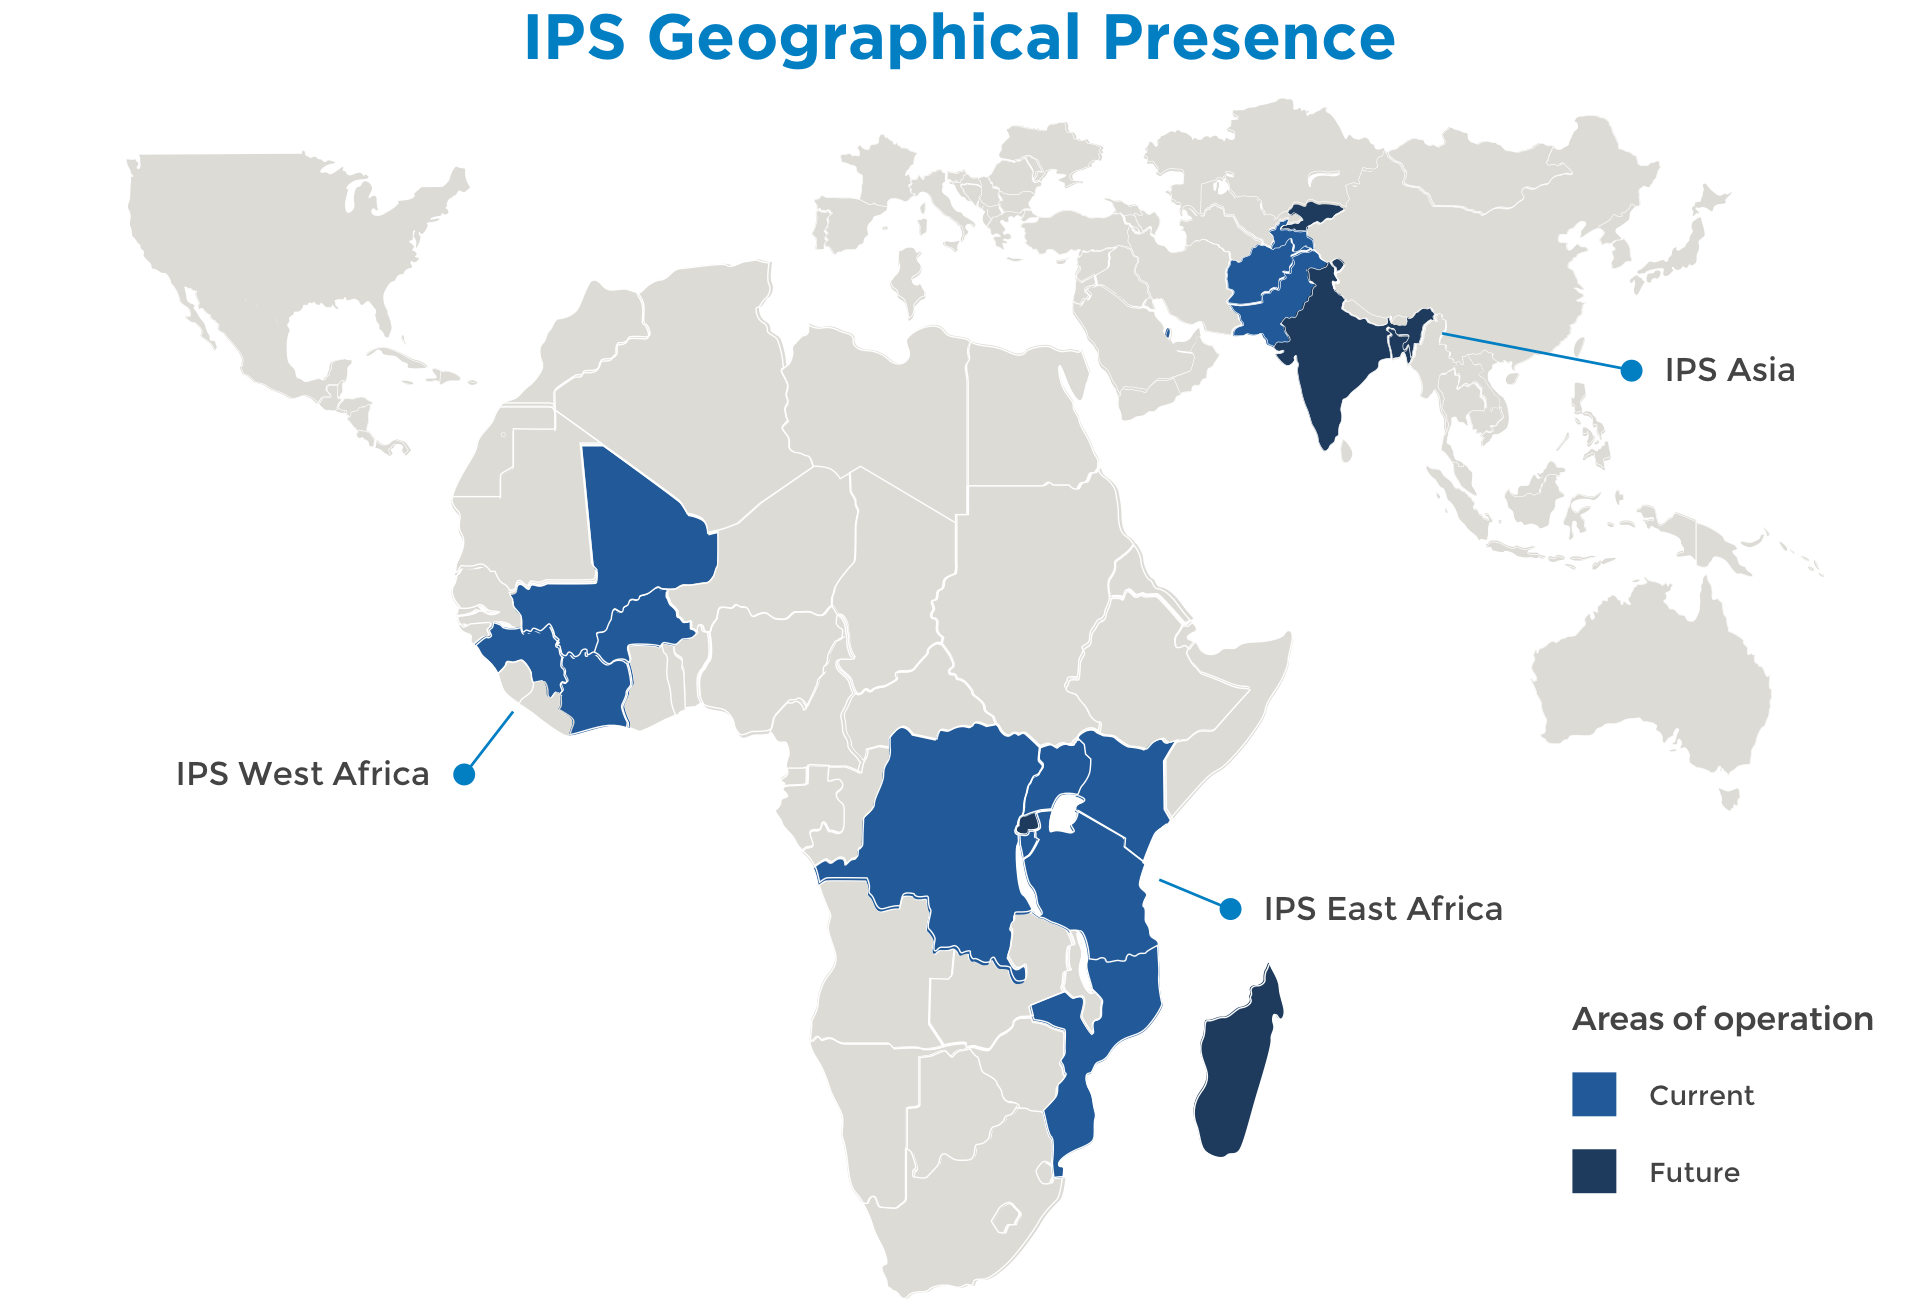 IPS Geographical Presence
IPS Asia
IPS West Africa
IPS East Africa
Areas of operation
Current
Future